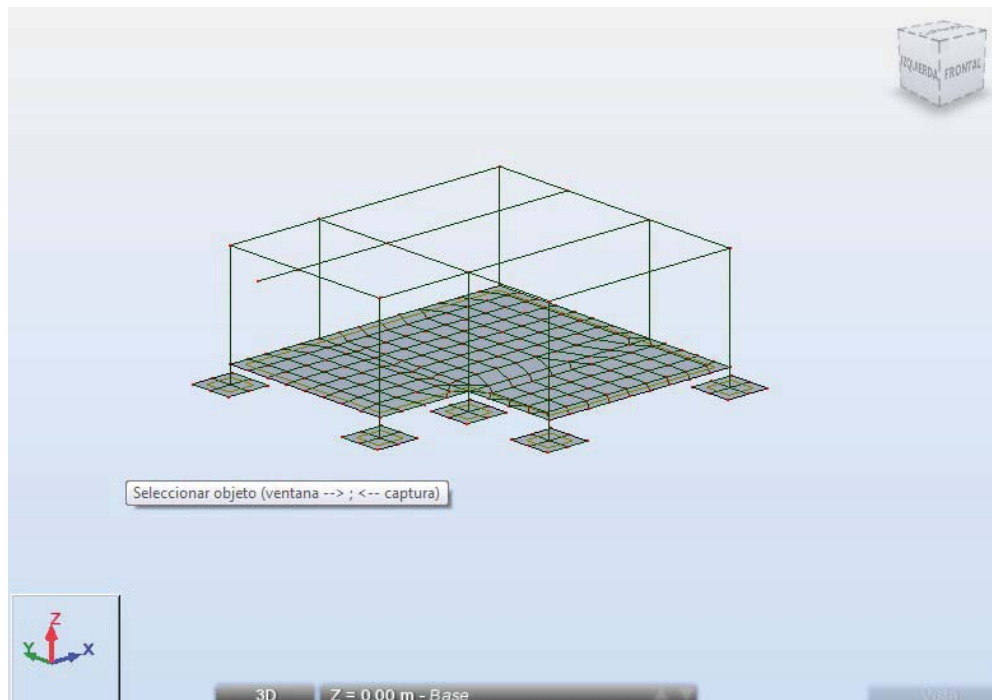 IZQUIERDA
FRONTAL
Seleccionar objeto (ventana --> ; <-- captura)
Z
Y
X
3D
Z = 0.00 m - Base